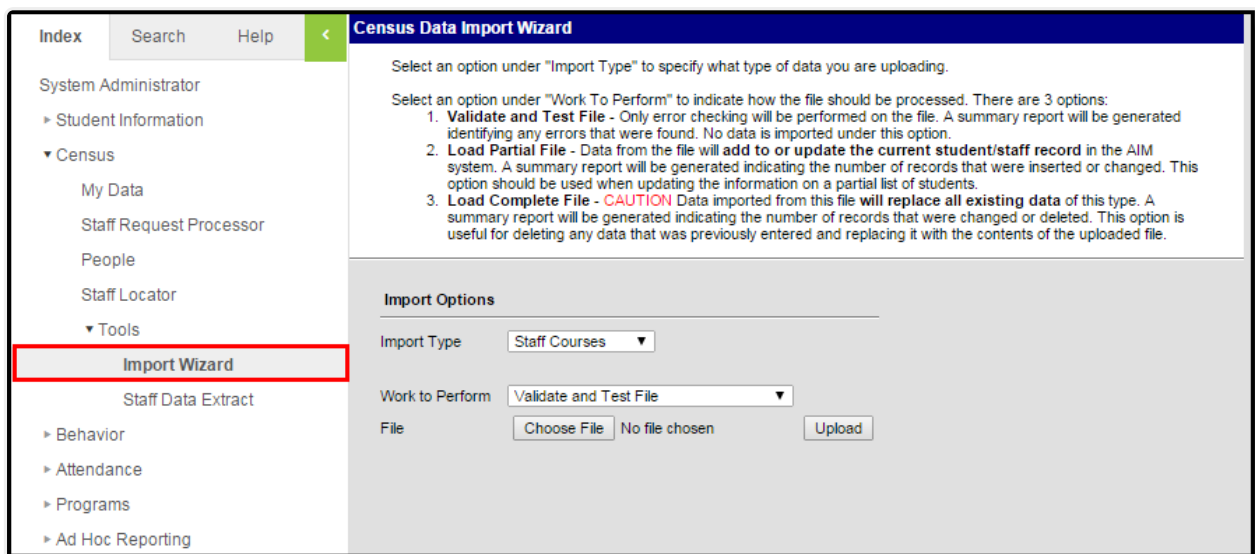 Index Search Help <
System Administrator
Student Information
Census
My Data
Staff Request Processor
People
Staff Locator
Tools
Import Wizard
Staff Data Extract
Behavior
Attendance
Programs
Ad Hoc Reporting
Census Data Import Wizard
Select an option under "Import Type" to specify what type of data you are uploading.
Select an option under "Work To Perform" to indicate how the file should be processed. There are 3 options:
1. Validate and Test File - Only error checking will be performed on the file. A summary report will be generated
identifying any errors that were found. No data is imported under this option.
2. Load Partial File - Data from the file will add to or update the current student/staff record in the AIM
system. A summary report will be generated indicating the number of records that were inserted or changed. This
option should be used when updating the information on a partial list of students.
3. Load Complete File - CAUTION Data imported from this file will replace all existing data of this type. A
summary report will be generated indicating the number of records that were changed or deleted. This option is
useful for deleting any data that was previously entered and replacing it with the contents of the uploaded file.
Import Options
Import Type Staff Courses
Work to Perform Validate and Test File
File Choose File No file chosen Upload